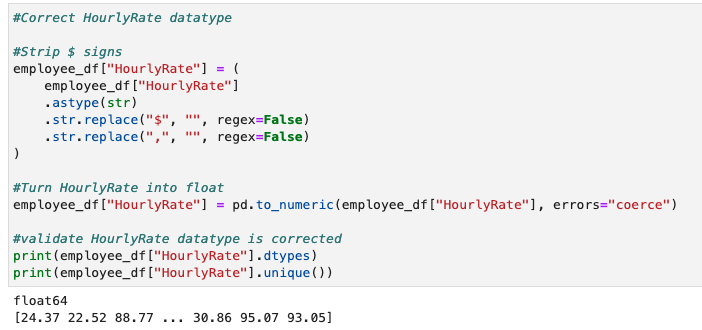 #Correct HourlyRate datatype
#Strip $ signs
employee_df["HourlyRate"] = (
    employee_df["HourlyRate"]
    .astype(str)
    .str.replace("$", "", regex=False)
    .str.replace(",", "", regex=False)
)
#Turn HourlyRate into float
employee_df["HourlyRate"] = pd.to_numeric(employee_df["HourlyRate"], errors="coerce")
#validate HourlyRate datatype is corrected
print(employee_df["HourlyRate"].dtypes)
print(employee_df["HourlyRate"].unique())
float64
[24.37 22.52 88.77 ... 30.86 95.07 93.05]